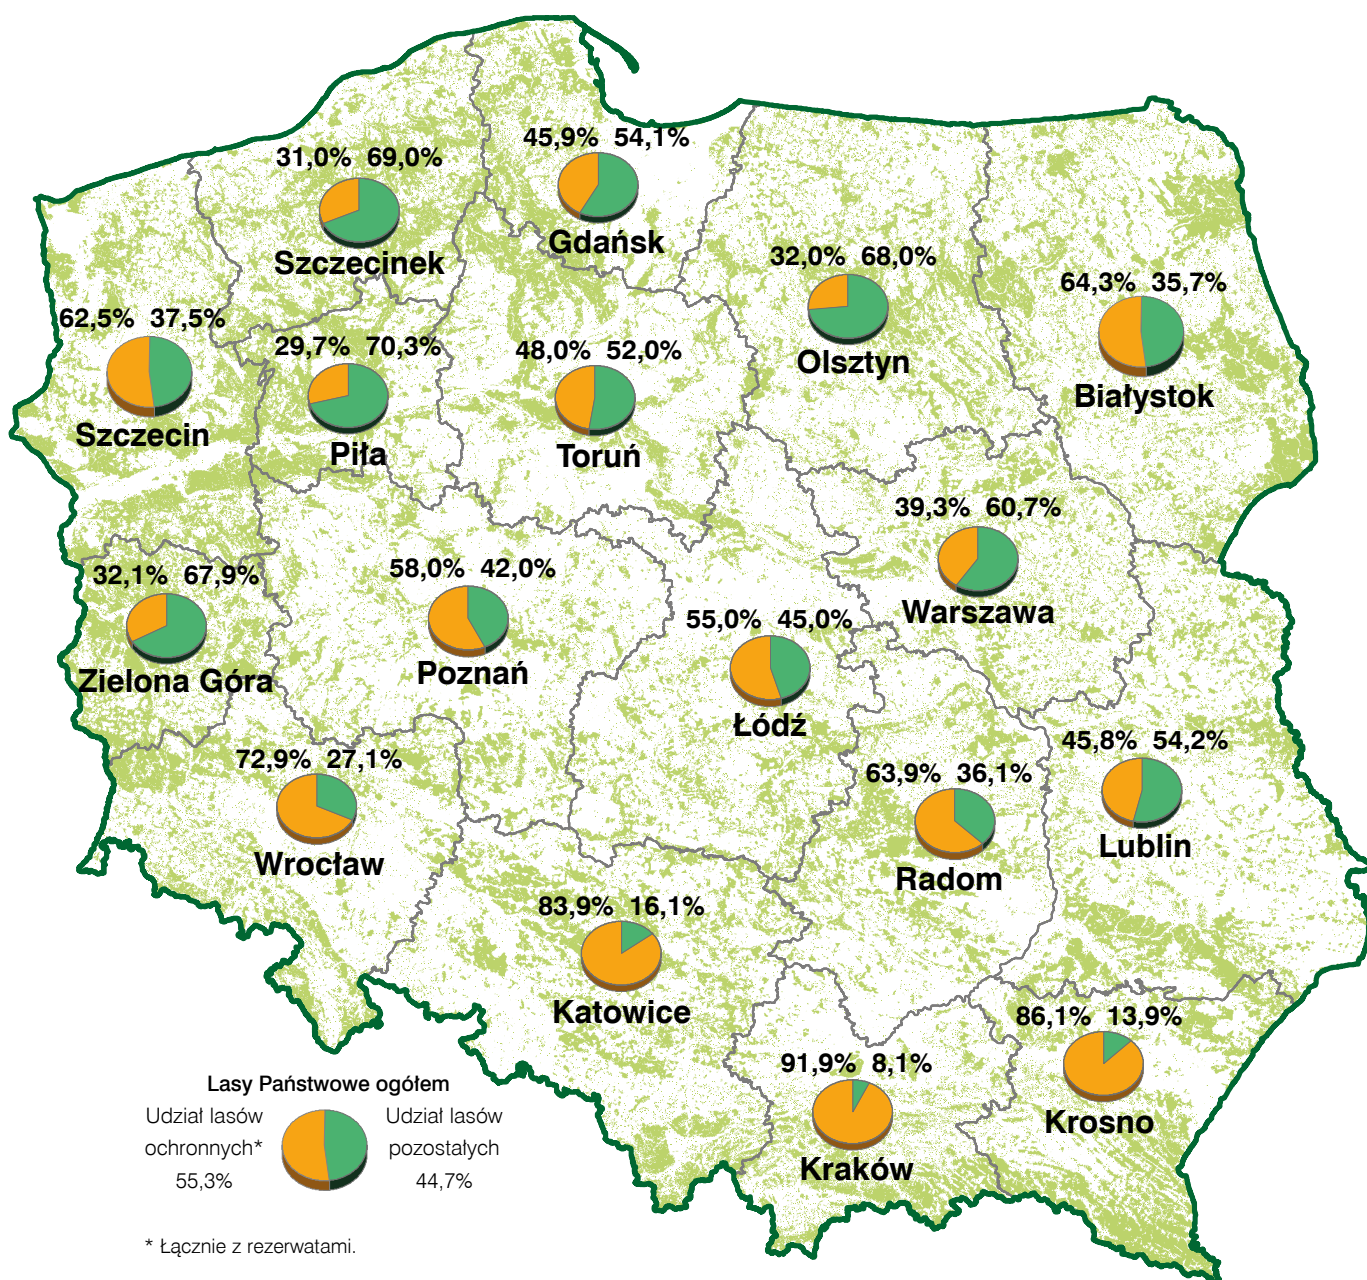 45,9% 54,1%
Gdańsk
31,0% 69,0%
Szczecinek
32,0% 68,0%
Olsztyn
64,3% 35,7%
Białystok
62,5% 37,5%
Szczecin
29,7% 70,3%
Piła
48,0% 52,0%
Toruń
39,3% 60,7%
Warszawa
32,1% 67,9%
Zielona Góra
58,0% 42,0%
Poznań
55,0% 45,0%
Łódź
72,9% 27,1%
Wrocław
63,9% 36,1%
Radom
45,8% 54,2%
Lublin
83,9% 16,1%
Katowice
86,1% 13,9%
Krosno
91,9% 8,1%
Kraków
Lasy Państwowe ogółem
Udział lasów
ochronnych*
55,3%
Udział lasów
pozostałych
44,7%
* Łącznie z rezerwatami.